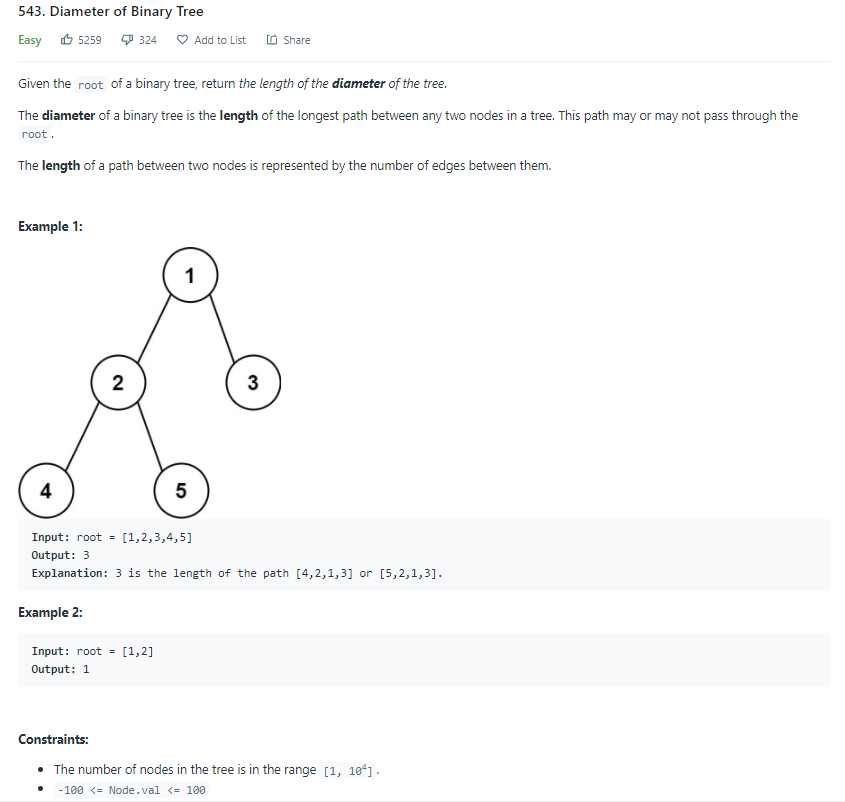 543. Diameter of Binary Tree
Easy 5259 324 Add to List Share
Given the root of a binary tree, return the length of the diameter of the tree.
The diameter of a binary tree is the length of the longest path between any two nodes in a tree. This path may or may not pass through the
root.
The length of a path between two nodes is represented by the number of edges between them.
Example 1:
1
2 3
4 5
Input: root = [1,2,3,4,5]
Output: 3
Explanation: 3 is the length of the path [4,2,1,3] or [5,2,1,3].
Example 2:
Input: root = [1,2]
Output: 1
Constraints:
• The number of nodes in the tree is in the range [1, 10⁴].
• -100 <= Node.val <= 100